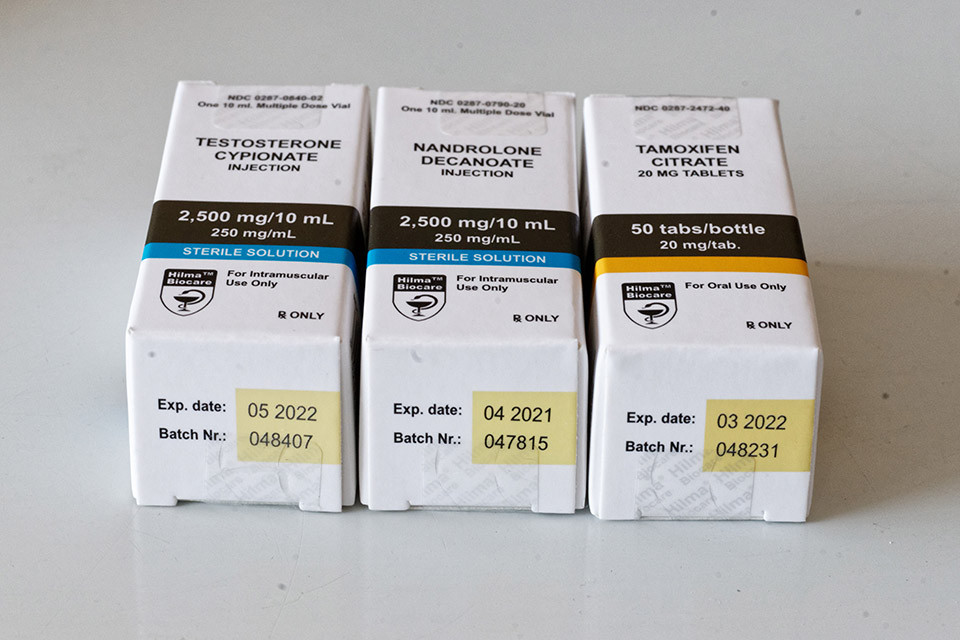 NDC 0287-0640-02
One 10 ml. Multiple Dose Vial
TESTOSTERONE
CYPIONATE
INJECTION
2,500 mg/10 mL
250 mg/mL
STERILE SOLUTION
Hilma™
Biocare
For Intramuscular
Use Only
℞ ONLY
Exp. date: 05 2022
Batch Nr.: 048407
NDC 0287-0790-20
One 10 ml. Multiple Dose Vial
NANDROLONE
DECANOATE
INJECTION
2,500 mg/10 mL
250 mg/mL
STERILE SOLUTION
Hilma™
Biocare
For Intramuscular
Use Only
℞ ONLY
Exp. date: 04 2021
Batch Nr.: 047815
NDC 0287-2472-40
TAMOXIFEN
CITRATE
20 MG TABLETS
50 tabs/bottle
20 mg/tab.
Hilma™
Biocare
For Oral Use Only
℞ ONLY
Exp. date: 03 2022
Batch Nr.: 048231